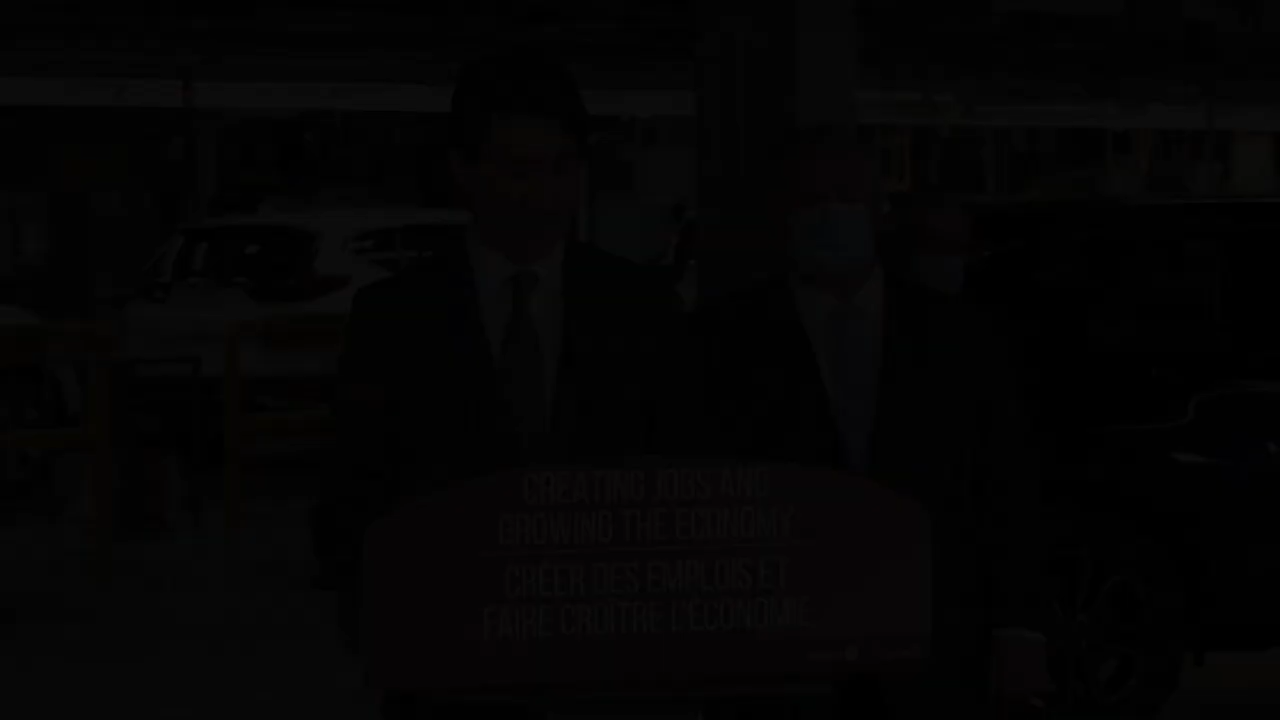 CREATING JOBS AND
GROWING THE ECONOMY
CRÉER DES EMPLOIS ET
FAIRE CROÎTRE L'ÉCONOMIE